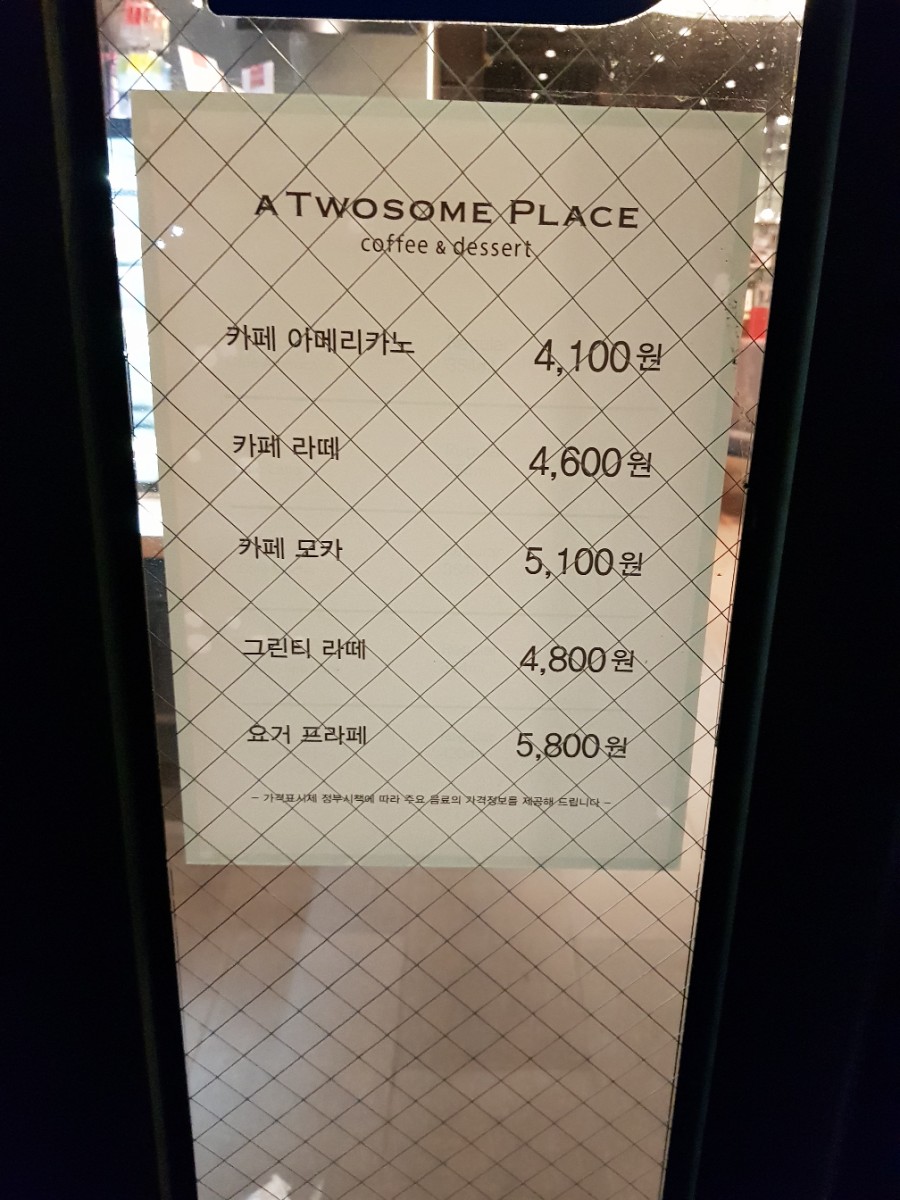 A TWOSOME PLACE
coffee & dessert
카페 아메리카노 4,100원
카페 라떼 4,600원
카페 모카 5,100원
그린티 라떼 4,800원
요거 프라페 5,800원
- 가격표시제 정부시책에 따라 주요 음료의 가격정보를 제공해 드립니다 -